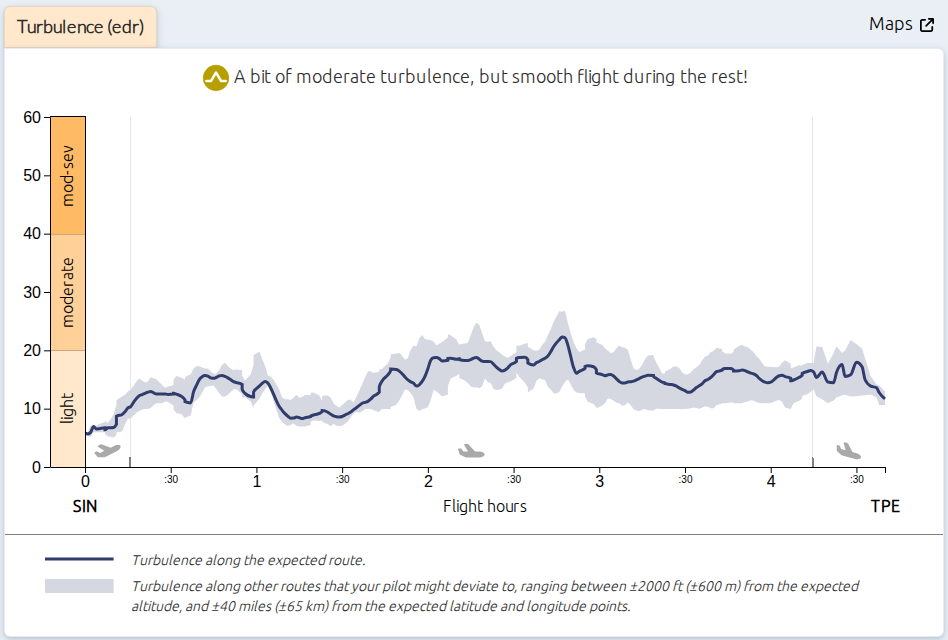 Turbulence (edr)
Maps
A bit of moderate turbulence, but smooth flight during the rest!
60
50
40
30
20
10
0
mod-sev
moderate
light
0 :30 1 :30 2 :30 3 :30 4 :30
SIN Flight hours TPE
Turbulence along the expected route.
Turbulence along other routes that your pilot might deviate to, ranging between ±2000 ft (±600 m) from the expected
altitude, and ±40 miles (±65 km) from the expected latitude and longitude points.